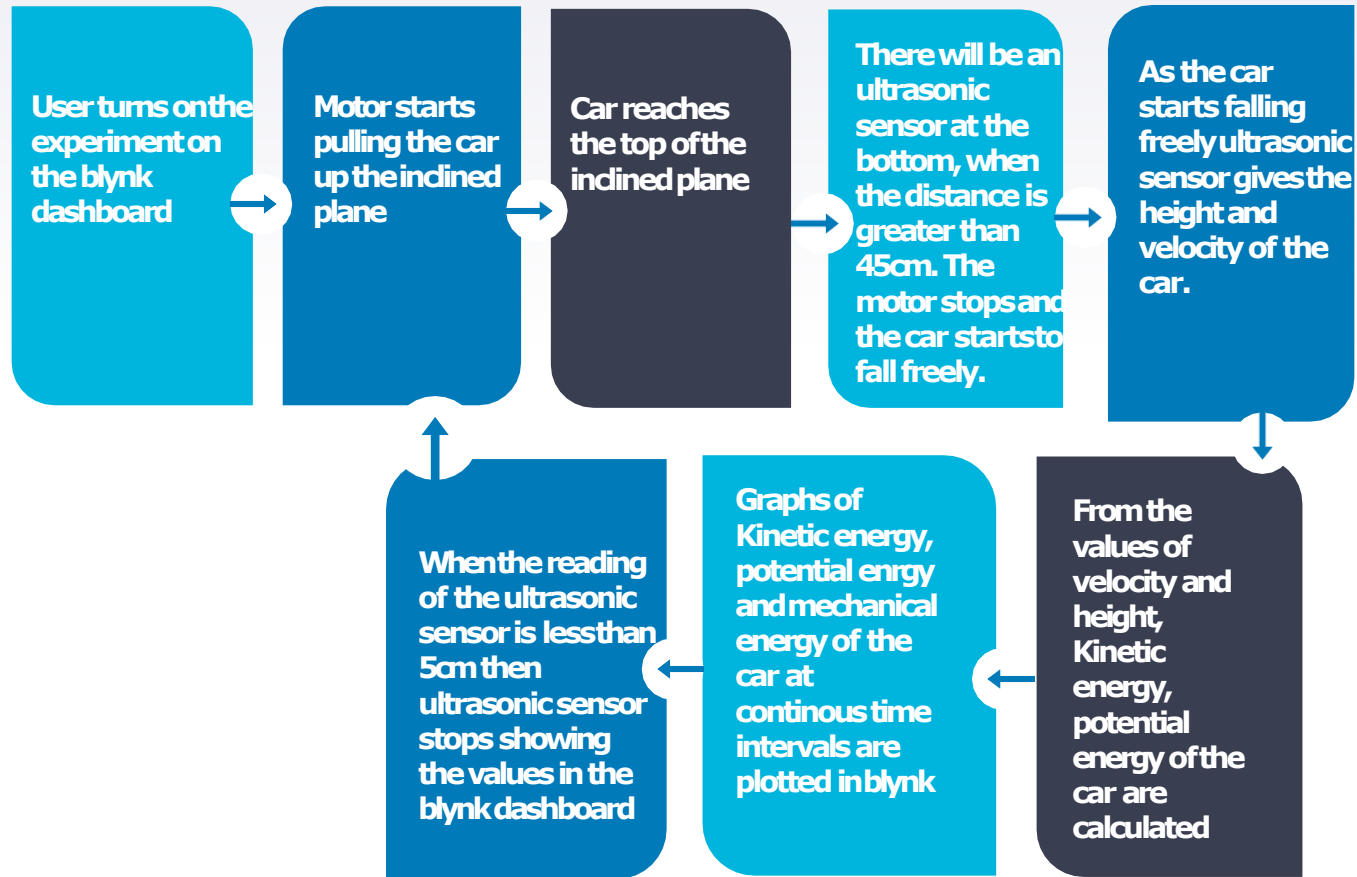 User turns on the
experiment on
the blynk
dashboard
Motor starts
pulling the car
up the inclined
plane
Car reaches
the top of the
inclined plane
There will be an
ultrasonic
sensor at the
bottom, when
the distance is
greater than
45cm. The
motor stops and
the car starts to
fall freely.
As the car
starts falling
freely ultrasonic
sensor gives the
height and
velocity of the
car.
From the
values of
velocity and
height,
Kinetic
energy,
potential
energy of the
car are
calculated
Graphs of
Kinetic energy,
potential enrgy
and mechanical
energy of the
car at
continous time
intervals are
plotted in blynk
When the reading
of the ultrasonic
sensor is less than
5cm then
ultrasonic sensor
stops showing
the values in the
blynk dashboard